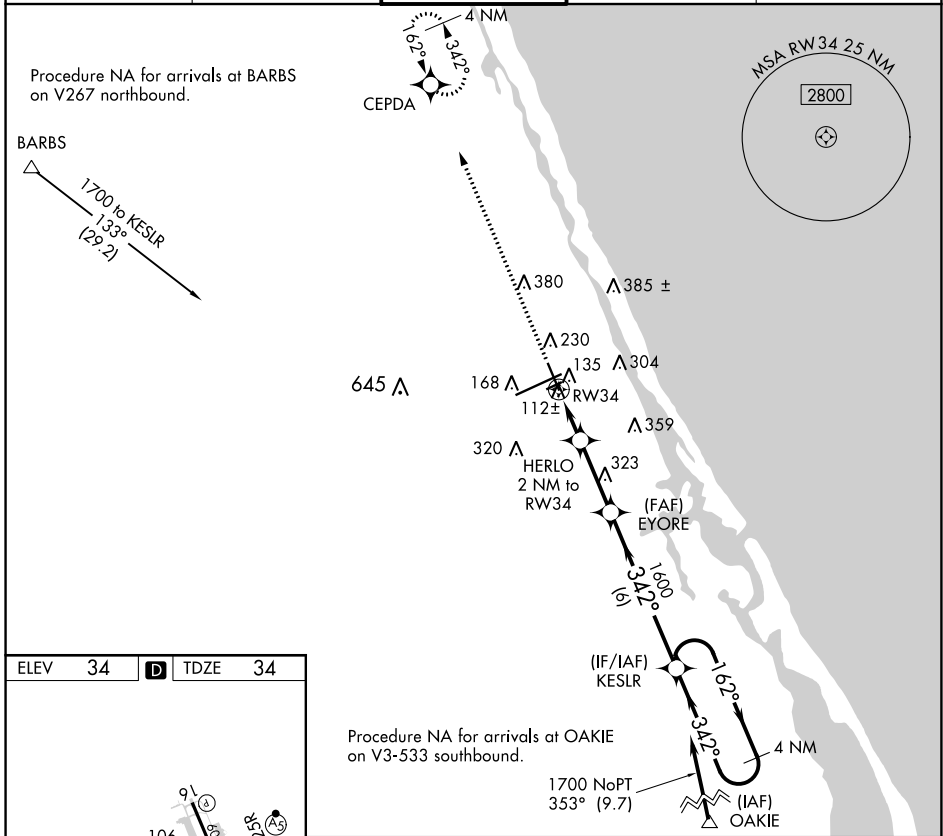 4 NM
162°
342°
CEPDA
MSA RW34 25 NM
2800
Procedure NA for arrivals at BARBS
on V267 northbound.
BARBS
1700 to KESLR
133°
(29.2)
380
385 ±
230
135
304
645
168
RW34
112±
359
320
HERLO
2 NM to
RW34
323
(FAF)
EYORE
1600
342°
(6)
(IF/IAF)
KESLR
162°
342°
4 NM
Procedure NA for arrivals at OAKIE
on V3-533 southbound.
1700 NoPT
353° (9.7)
(IAF)
OAKIE
ELEV 34 D TDZE 34
16
P
25R
A5